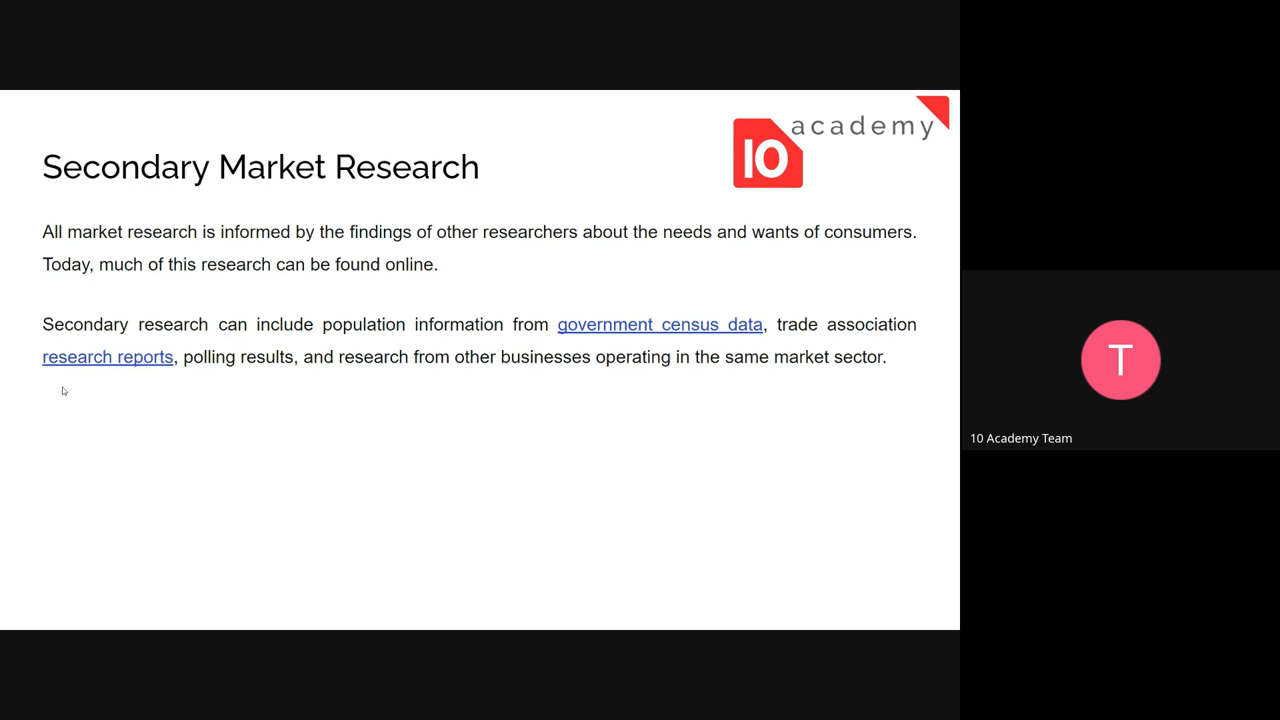 10 academy
Secondary Market Research
All market research is informed by the findings of other researchers about the needs and wants of consumers.
Today, much of this research can be found online.
Secondary research can include population information from government census data, trade association
research reports, polling results, and research from other businesses operating in the same market sector.
T
10 Academy Team